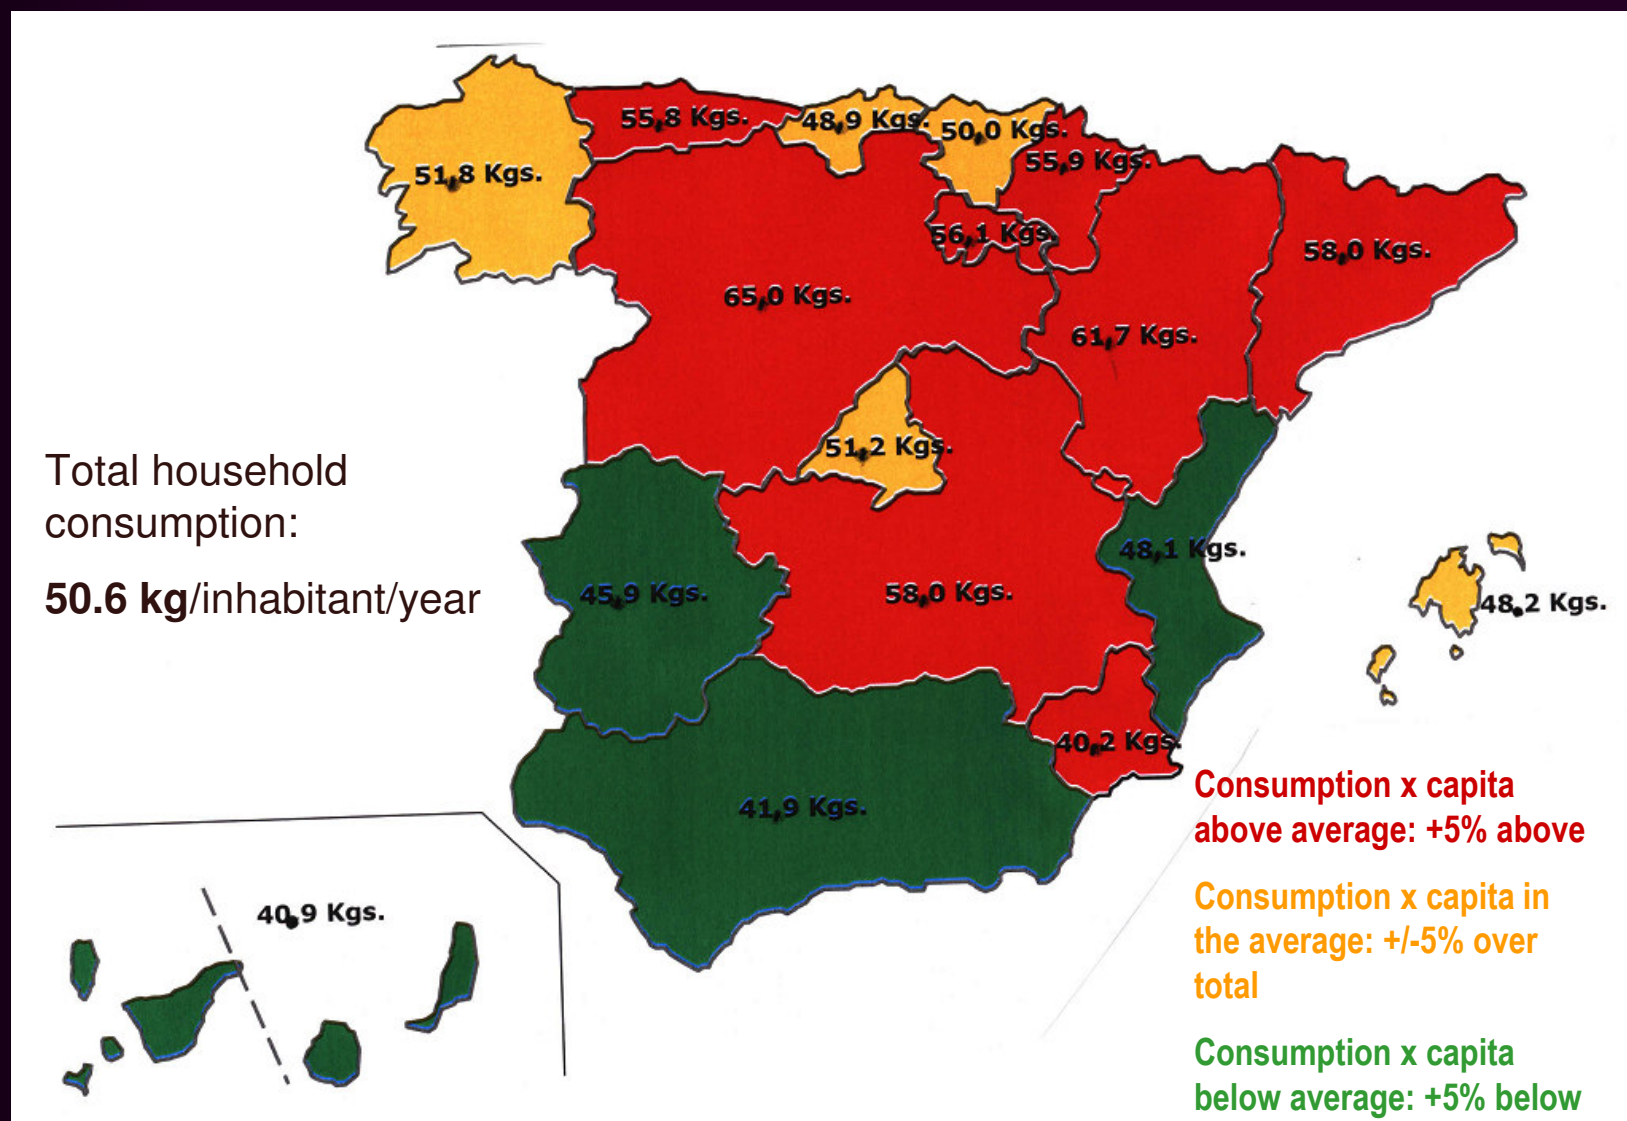 55,8 Kgs.
48,9 Kgs.
50,0 Kgs.
51,8 Kgs.
55,9 Kgs.
56,1 Kgs.
58,0 Kgs.
65,0 Kgs.
61,7 Kgs.
51,2 Kgs.
Total household
consumption:
50.6 kg/inhabitant/year
48,1 Kgs.
45,9 Kgs.
58,0 Kgs.
48,2 Kgs.
40,2 Kgs.
41,9 Kgs.
40,9 Kgs.
Consumption x capita
above average: +5% above
Consumption x capita in
the average: +/-5% over
total
Consumption x capita
below average: +5% below